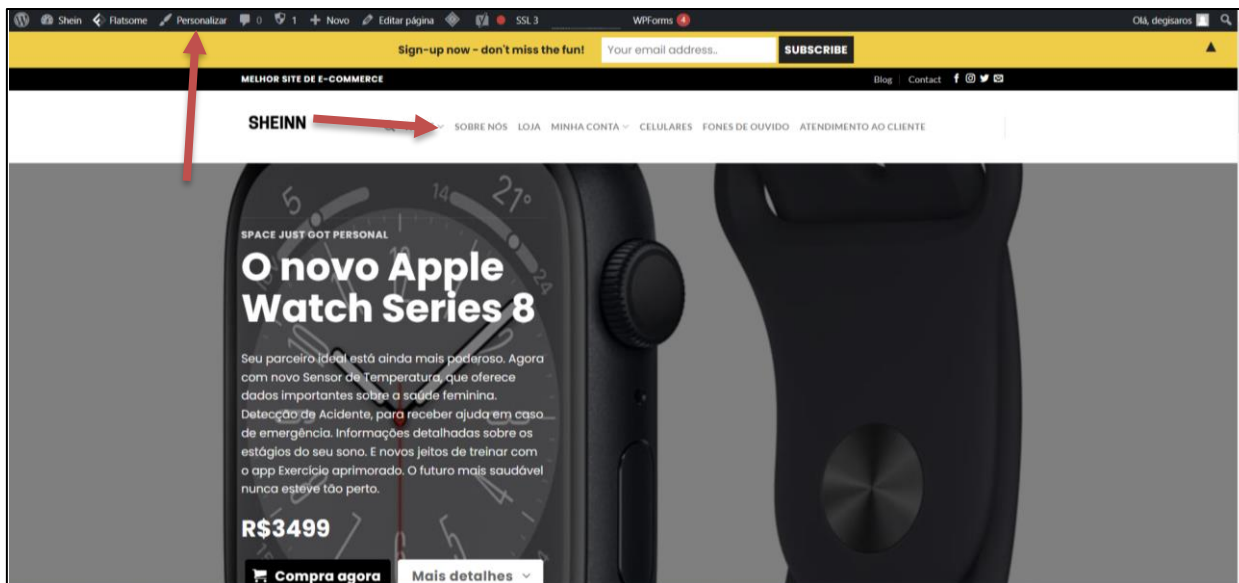 Shein Flatsome Personalizar 0 1 Novo Editar página SSL 3 WPForms 4 Olá, degisaros
Sign-up now - don't miss the fun! Your email address.. SUBSCRIBE
MELHOR SITE DE E-COMMERCE Blog Contact
SHEINN SOBRE NÓS LOJA MINHA CONTA CELULARES FONES DE OUVIDO ATENDIMENTO AO CLIENTE
5 14 21°
SPACE JUST GOT PERSONAL
O novo Apple
Watch Series 8
24
10
Seu parceiro ideal está ainda mais poderoso. Agora
com novo Sensor de Temperatura, que oferece
dados importantes sobre a saúde feminina.
Detecção de Acidente, para receber ajuda em caso
de emergência. Informações detalhadas sobre os
estágios do seu sono. E novos jeitos de treinar com
o app Exercício aprimorado. O futuro mais saudável
nunca esteve tão perto.
R$3499
Compra agora Mais detalhes